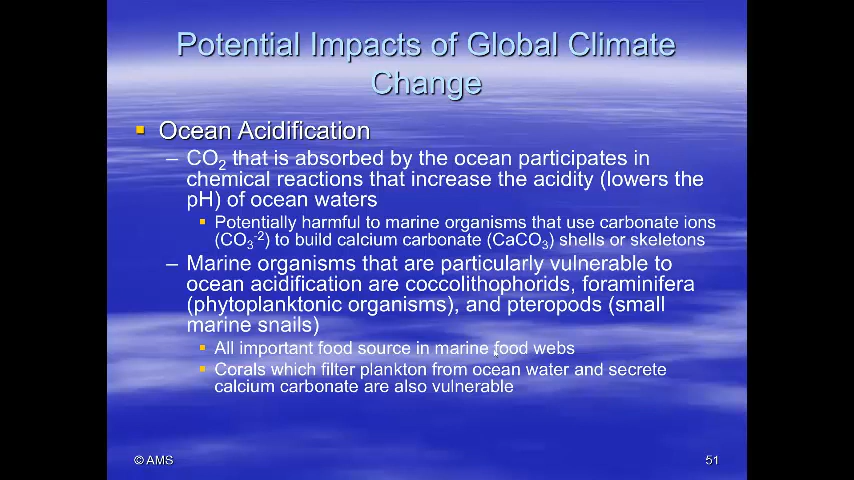 Potential Impacts of Global Climate
Change
Ocean Acidification
– CO2 that is absorbed by the ocean participates in
chemical reactions that increase the acidity (lowers the
pH) of ocean waters
Potentially harmful to marine organisms that use carbonate ions
(CO3-2) to build calcium carbonate (CaCO3) shells or skeletons
– Marine organisms that are particularly vulnerable to
ocean acidification are coccolithophorids, foraminifera
(phytoplanktonic organisms), and pteropods (small
marine snails)
All important food source in marine food webs
Corals which filter plankton from ocean water and secrete
calcium carbonate are also vulnerable
© AMS
51